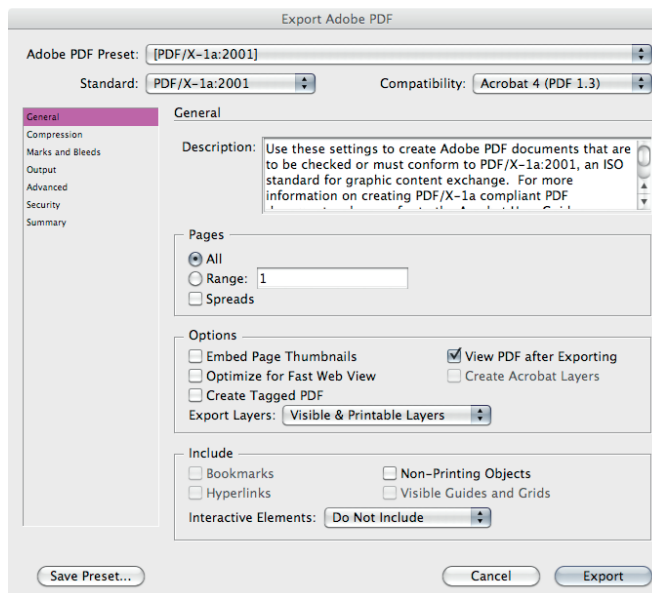 Export Adobe PDF
Adobe PDF Preset: [PDF/X-1a:2001]
Standard: PDF/X-1a:2001 Compatibility: Acrobat 4 (PDF 1.3)
General
Compression
Marks and Bleeds
Output
Advanced
Security
Summary
General
Description: Use these settings to create Adobe PDF documents that are
to be checked or must conform to PDF/X-1a:2001, an ISO
standard for graphic content exchange. For more
information on creating PDF/X-1a compliant PDF
Pages
All
Range: 1
Spreads
Options
Embed Page Thumbnails View PDF after Exporting
Optimize for Fast Web View Create Acrobat Layers
Create Tagged PDF
Export Layers: Visible & Printable Layers
Include
Bookmarks Non-Printing Objects
Hyperlinks Visible Guides and Grids
Interactive Elements: Do Not Include
Save Preset... Cancel Export